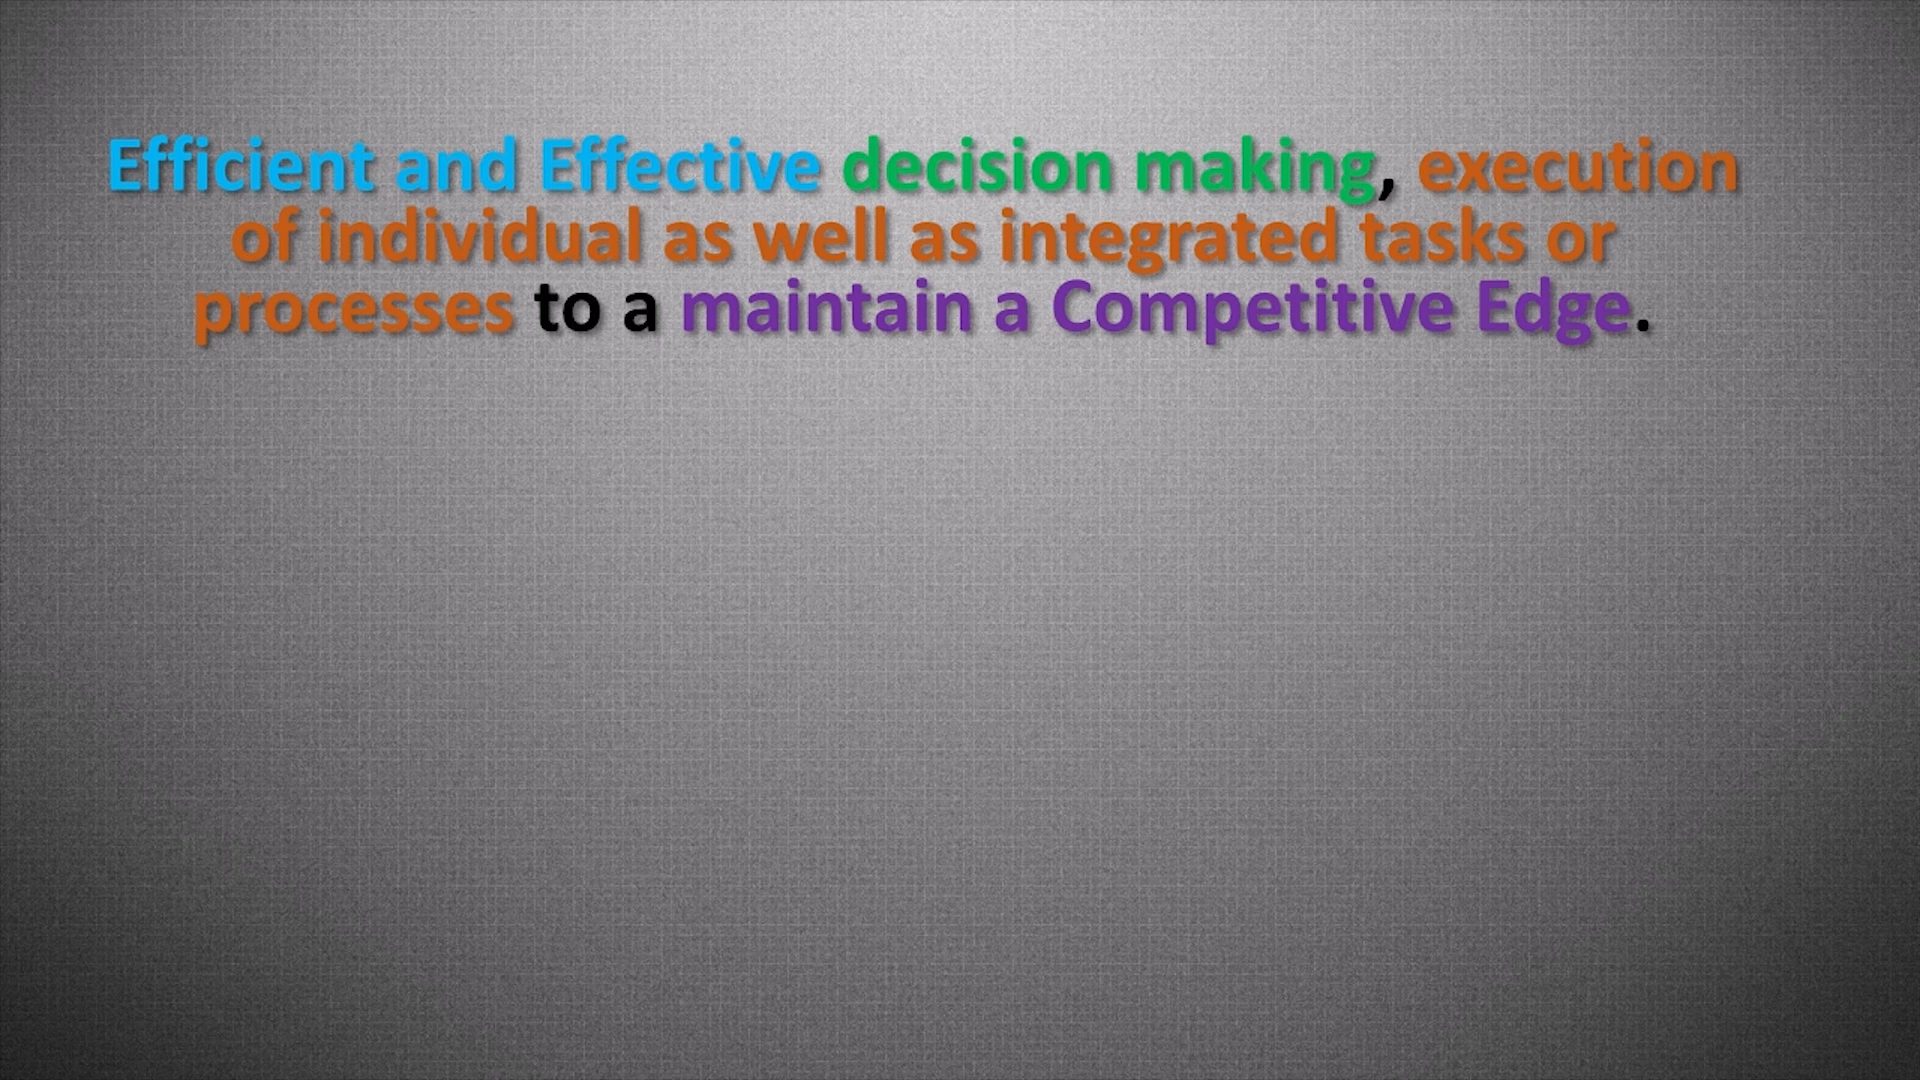 Efficient and Effective decision making, execution
of individual as well as integrated tasks or
processes to a maintain a Competitive Edge.